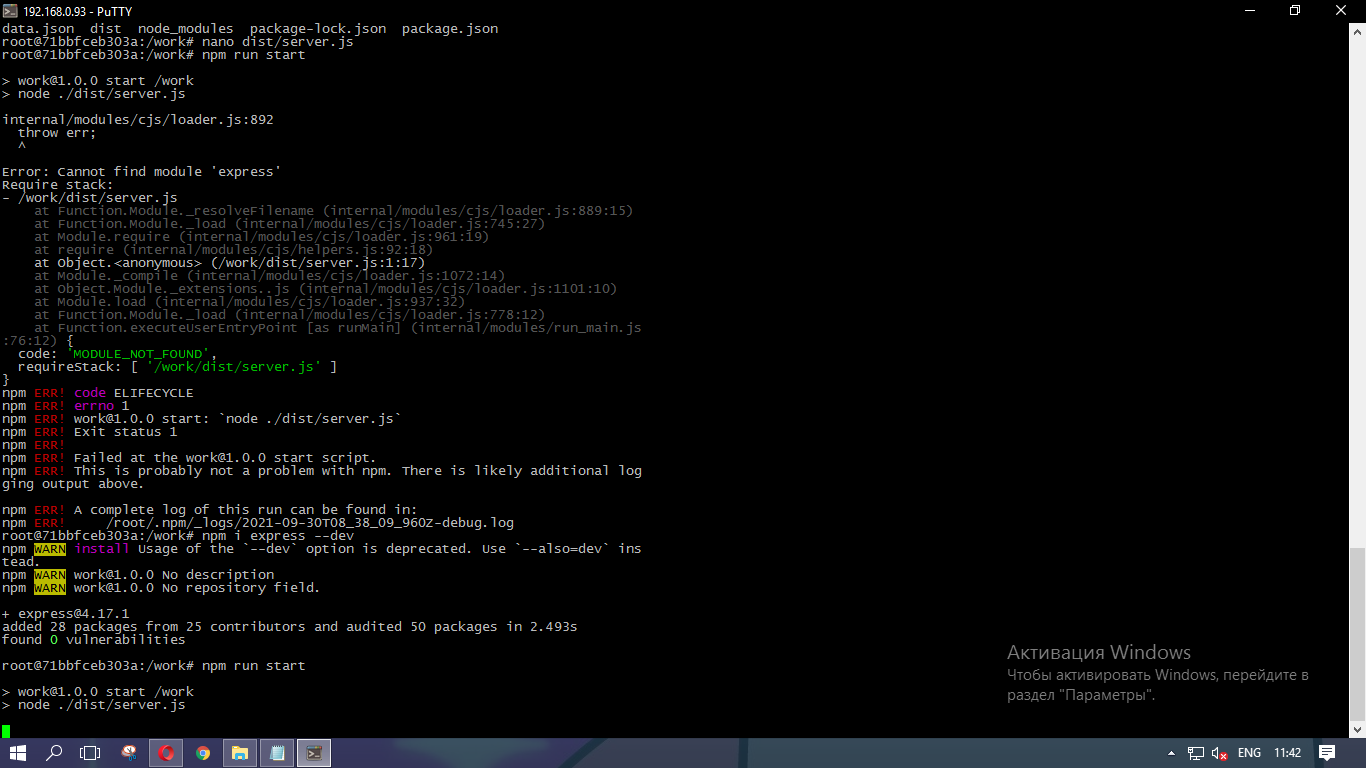 192.168.0.93 - PuTTY
data.json  dist  node_modules  package-lock.json  package.json
root@71bbfceb303a:/work# nano dist/server.js
root@71bbfceb303a:/work# npm run start
> work@1.0.0 start /work
> node ./dist/server.js
internal/modules/cjs/loader.js:892
  throw err;
  ^
Error: Cannot find module 'express'
Require stack:
- /work/dist/server.js
    at Function.Module._resolveFilename (internal/modules/cjs/loader.js:889:15)
    at Function.Module._load (internal/modules/cjs/loader.js:745:27)
    at Module.require (internal/modules/cjs/loader.js:961:19)
    at require (internal/modules/cjs/helpers.js:92:18)
    at Object.<anonymous> (/work/dist/server.js:1:17)
    at Module._compile (internal/modules/cjs/loader.js:1072:14)
    at Object.Module._extensions..js (internal/modules/cjs/loader.js:1101:10)
    at Module.load (internal/modules/cjs/loader.js:937:32)
    at Function.Module._load (internal/modules/cjs/loader.js:778:12)
    at Function.executeUserEntryPoint [as runMain] (internal/modules/run_main.js
:76:12) {
  code: 'MODULE_NOT_FOUND',
  requireStack: [ '/work/dist/server.js' ]
}
npm ERR! code ELIFECYCLE
npm ERR! errno 1
npm ERR! work@1.0.0 start: `node ./dist/server.js`
npm ERR! Exit status 1
npm ERR!
npm ERR! Failed at the work@1.0.0 start script.
npm ERR! This is probably not a problem with npm. There is likely additional log
ging output above.
npm ERR! A complete log of this run can be found in:
npm ERR!     /root/.npm/_logs/2021-09-30T08_38_09_960Z-debug.log
root@71bbfceb303a:/work# npm i express --dev
npm WARN install Usage of the `--dev` option is deprecated. Use `--also=dev` ins
tead.
npm WARN work@1.0.0 No description
npm WARN work@1.0.0 No repository field.
+ express@4.17.1
added 28 packages from 25 contributors and audited 50 packages in 2.493s
found 0 vulnerabilities
root@71bbfceb303a:/work# npm run start
> work@1.0.0 start /work
> node ./dist/server.js
Активация Windows
Чтобы активировать Windows, перейдите в
раздел "Параметры".
ENG 11:42